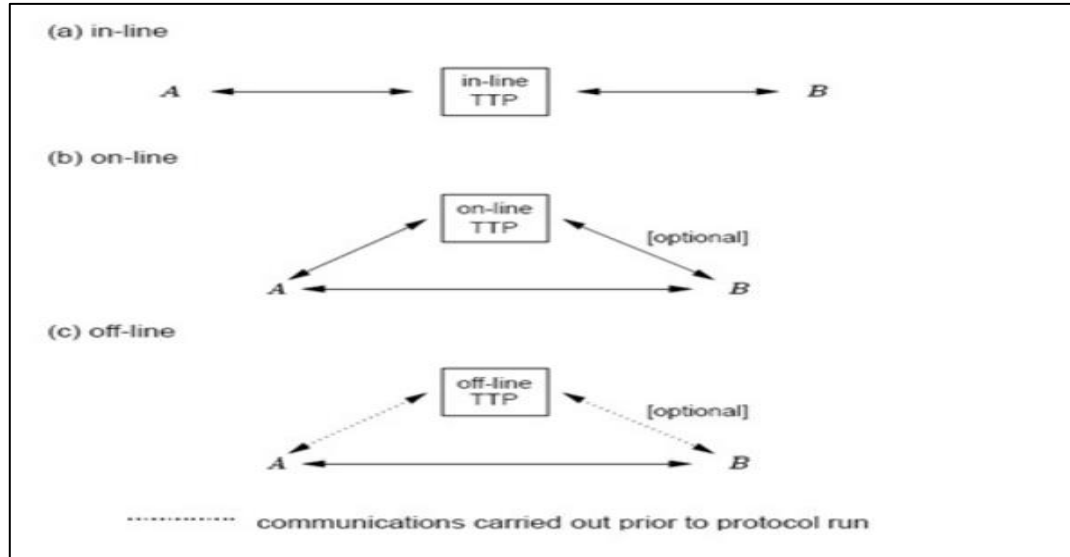 (a) in-line
A
in-line
TTP
B
(b) on-line
on-line
TTP
[optional]
A
B
(c) off-line
off-line
TTP
[optional]
A
B
communications carried out prior to protocol run